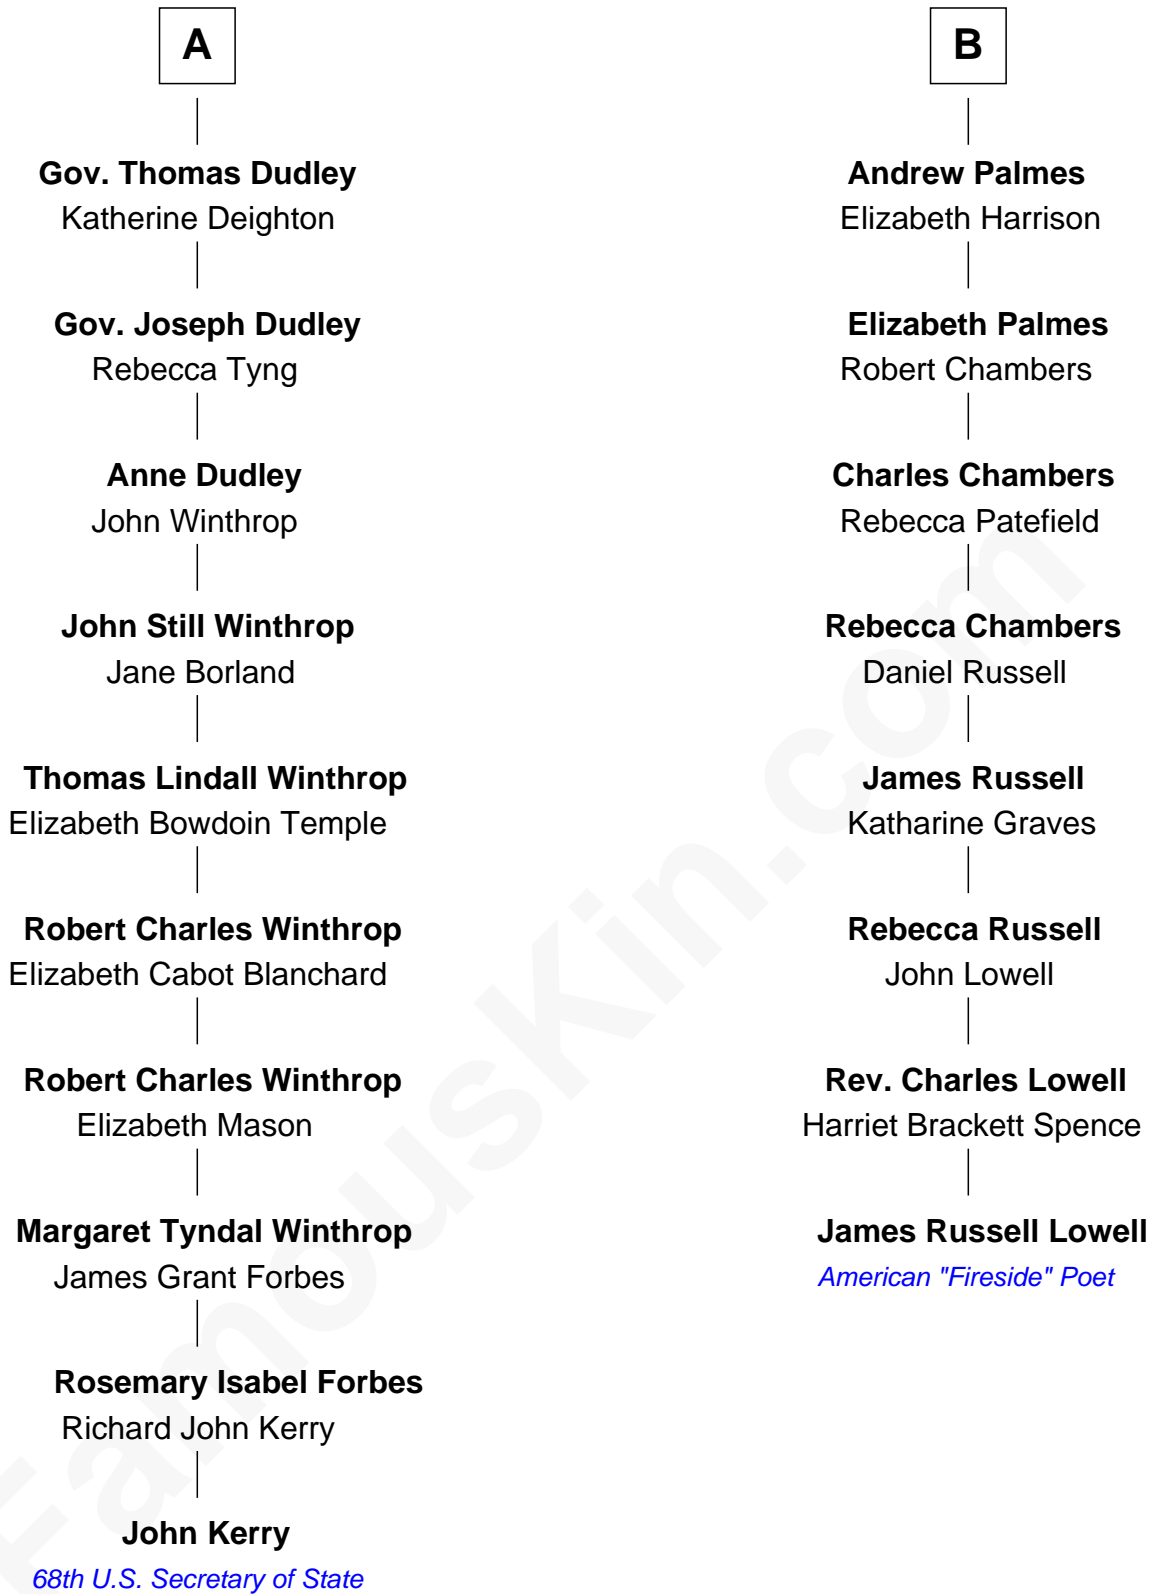 A
Gov. Thomas Dudley
Katherine Deighton
Gov. Joseph Dudley
Rebecca Tyng
Anne Dudley
John Winthrop
John Still Winthrop
Jane Borland
Thomas Lindall Winthrop
Elizabeth Bowdoin Temple
Robert Charles Winthrop
Elizabeth Cabot Blanchard
Robert Charles Winthrop
Elizabeth Mason
Margaret Tyndal Winthrop
James Grant Forbes
Rosemary Isabel Forbes
Richard John Kerry
John Kerry
68th U.S. Secretary of State
B
Andrew Palmes
Elizabeth Harrison
Elizabeth Palmes
Robert Chambers
Charles Chambers
Rebecca Patefield
Rebecca Chambers
Daniel Russell
James Russell
Katharine Graves
Rebecca Russell
John Lowell
Rev. Charles Lowell
Harriet Brackett Spence
James Russell Lowell
American "Fireside" Poet
FamousKin.com